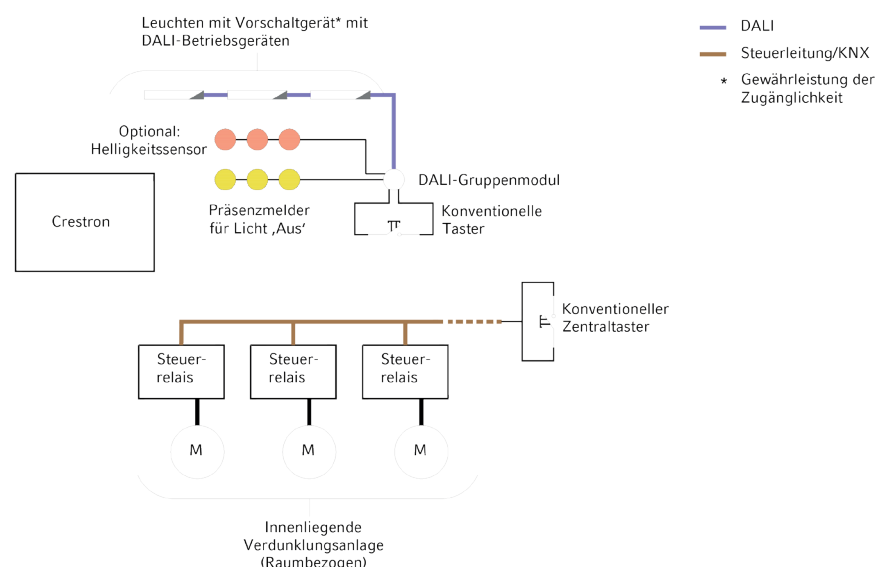 Leuchten mit Vorschaltgerät* mit
DALI-Betriebsgeräten
DALI
Steuerleitung/KNX
* Gewährleistung der
Zugänglichkeit
Optional:
Helligkeitssensor
DALI-Gruppenmodul
Crestron
Präsenzmelder
für Licht ‚Aus‘
Konventionelle
Taster
Konventioneller
Zentraltaster
Steuer-
relais
Steuer-
relais
Steuer-
relais
M
M
M
Innenliegende
Verdunklungsanlage
(Raumbezogen)